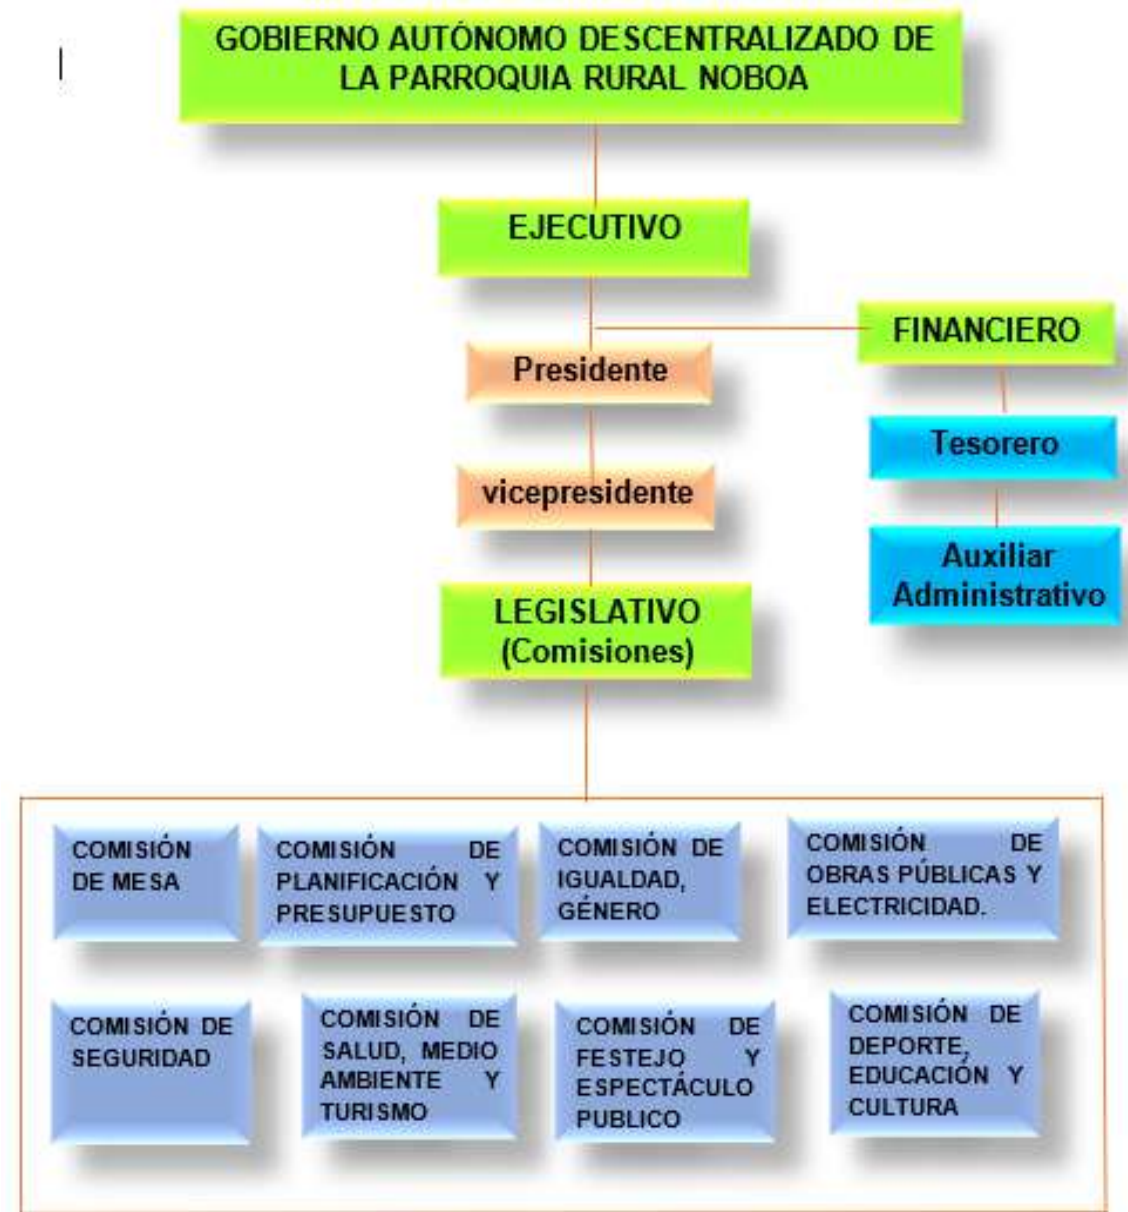 GOBIERNO AUTÓNOMO DESCENTRALIZADO DE
LA PARROQUIA RURAL NOBOA
EJECUTIVO
FINANCIERO
Presidente
Tesorero
vicepresidente
Auxiliar
Administrativo
LEGISLATIVO
(Comisiones)
COMISIÓN
DE MESA
COMISIÓN DE
PLANIFICACIÓN Y
PRESUPUESTO
COMISIÓN DE
IGUALDAD,
GÉNERO
COMISIÓN DE
OBRAS PÚBLICAS Y
ELECTRICIDAD.
COMISIÓN DE
SEGURIDAD
COMISIÓN DE
SALUD, MEDIO
AMBIENTE Y
TURISMO
COMISIÓN DE
FESTEJO Y
ESPECTÁCULO
PUBLICO
COMISIÓN DE
DEPORTE,
EDUCACIÓN Y
CULTURA